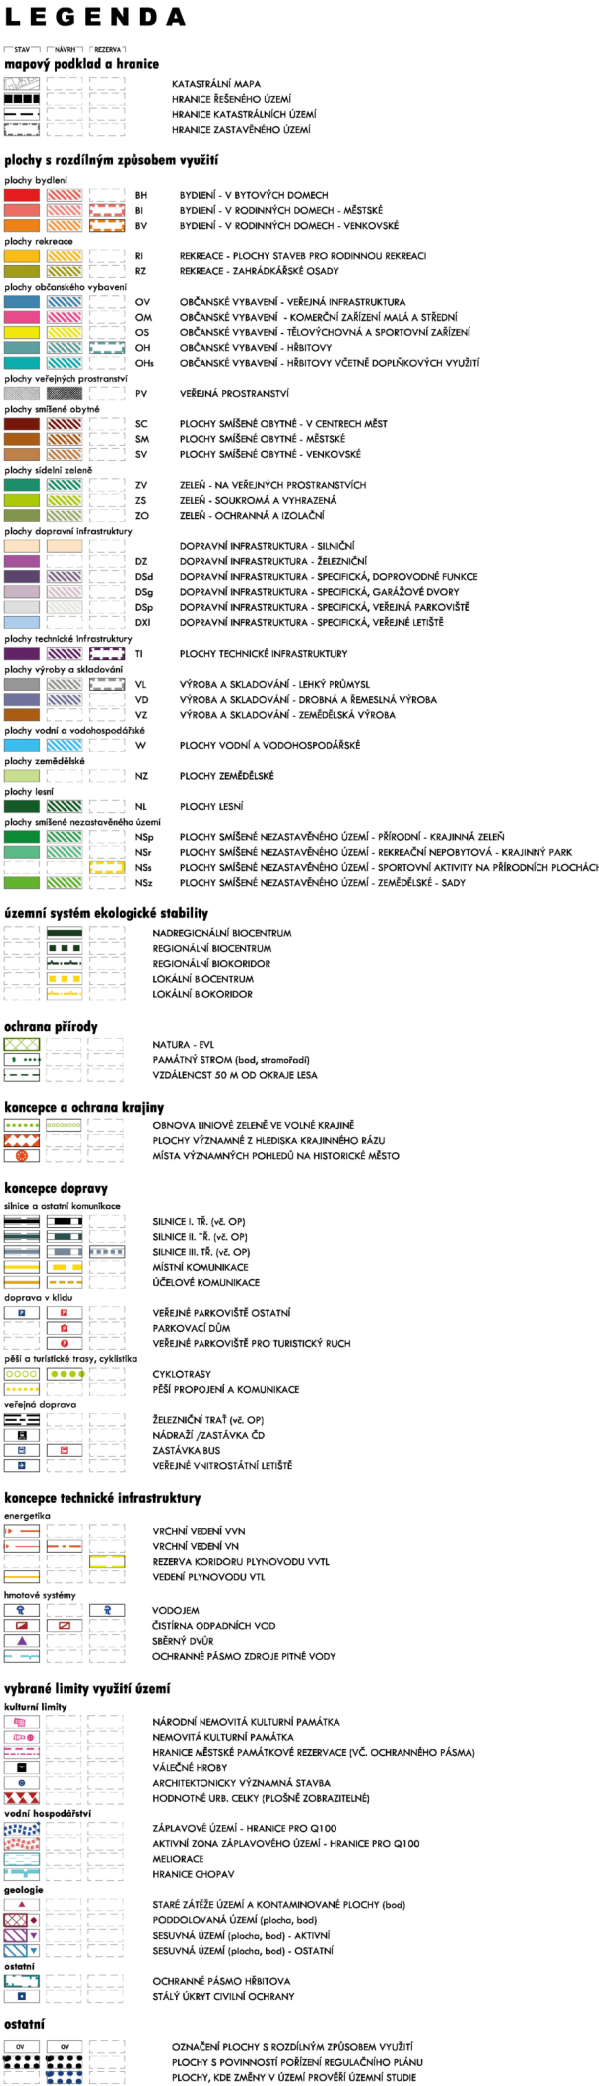 LEGENDA
STAV NÁVRH REZERVA
mapový podklad a hranice
KATASTRÁLNÍ MAPA
HRANICE ŘEŠENÉHO ÚZEMÍ
HRANICE KATASTRÁLNÍCH ÚZEMÍ
HRANICE ZASTAVĚNÉHO ÚZEMÍ
plochy s rozdílným způsobem využití
plochy bydlení
BH BYDLENÍ - V BYTOVÝCH DOMECH
BI BYDLENÍ - V RODINNÝCH DOMECH - MĚSTSKÉ
BV BYDLENÍ - V RODINNÝCH DOMECH - VENKOVSKÉ
plochy rekreace
RI REKREACE - PLOCHY STAVEB PRO RODINNOU REKREACI
RZ REKREACE - ZAHRÁDKÁŘSKÉ OSADY
plochy občanského vybavení
OV OBČANSKÉ VYBAVENÍ - VEŘEJNÁ INFRASTRUKTURA
OM OBČANSKÉ VYBAVENÍ - KOMERČNÍ ZAŘÍZENÍ MALÁ A STŘEDNÍ
OS OBČANSKÉ VYBAVENÍ - TĚLOVÝCHOVNÁ A SPORTOVNÍ ZAŘÍZENÍ
OH OBČANSKÉ VYBAVENÍ - HŘBITOVY
OHs OBČANSKÉ VYBAVENÍ - HŘBITOVY VČETNĚ DOPLŇKOVÝCH VYUŽITÍ
plochy veřejných prostranství
PV VEŘEJNÁ PROSTRANSTVÍ
plochy smíšené obytné
SC PLOCHY SMÍŠENÉ OBYTNÉ - V CENTRECH MĚST
SM PLOCHY SMÍŠENÉ OBYTNÉ - MĚSTSKÉ
SV PLOCHY SMÍŠENÉ OBYTNÉ - VENKOVSKÉ
plochy sídelní zeleně
ZV ZELEŇ - NA VEŘEJNÝCH PROSTRANSTVÍCH
ZS ZELEŇ - SOUKROMÁ A VYHRAZENÁ
ZO ZELEŇ - OCHRANNÁ A IZOLAČNÍ
plochy dopravní infrastruktury
DOPRAVNÍ INFRASTRUKTURA - SILNIČNÍ
DZ DOPRAVNÍ INFRASTRUKTURA - ŽELEZNIČNÍ
DSd DOPRAVNÍ INFRASTRUKTURA - SPECIFICKÁ, DOPROVODNÉ FUNKCE
DSg DOPRAVNÍ INFRASTRUKTURA - SPECIFICKÁ, GARÁŽOVÉ DVORY
DSp DOPRAVNÍ INFRASTRUKTURA - SPECIFICKÁ, VEŘEJNÁ PARKOVIŠTĚ
DXl DOPRAVNÍ INFRASTRUKTURA - SPECIFICKÁ, VEŘEJNÉ LETIŠTĚ
plochy technické infrastruktury
TI PLOCHY TECHNICKÉ INFRASTRUKTURY
plochy výroby a skladování
VL VÝROBA A SKLADOVÁNÍ - LEHKÝ PRŮMYSL
VD VÝROBA A SKLADOVÁNÍ - DROBNÁ A ŘEMESLNÁ VÝROBA
VZ VÝROBA A SKLADOVÁNÍ - ZEMĚDĚLSKÁ VÝROBA
plochy vodní a vodohospodářské
W PLOCHY VODNÍ A VODOHOSPODÁŘSKÉ
plochy zemědělské
NZ PLOCHY ZEMĚDĚLSKÉ
plochy lesní
NL PLOCHY LESNÍ
plochy smíšené nezastavěného území
NSp PLOCHY SMÍŠENÉ NEZASTAVĚNÉHO ÚZEMÍ - PŘÍRODNÍ - KRAJINNÁ ZELEŇ
NSr PLOCHY SMÍŠENÉ NEZASTAVĚNÉHO ÚZEMÍ - REKREAČNÍ NEPOBYTOVÁ - KRAJINNÝ PARK
NSs PLOCHY SMÍŠENÉ NEZASTAVĚNÉHO ÚZEMÍ - SPORTOVNÍ AKTIVITY NA PŘÍRODNÍCH PLOCHÁCH
NSz PLOCHY SMÍŠENÉ NEZASTAVĚNÉHO ÚZEMÍ - ZEMĚDĚLSKÉ - SADY
územní systém ekologické stability
NADREGIONÁLNÍ BIOCENTRUM
REGIONÁLNÍ BIOCENTRUM
REGIONÁLNÍ BIOKORIDOR
LOKÁLNÍ BIOCENTRUM
LOKÁLNÍ BIOKORIDOR
ochrana přírody
NATURA - EVL
PAMÁTNÝ STROM (bod, stromořadí)
VZDÁLENOST 50 M OD OKRAJE LESA
koncepce a ochrana krajiny
OBNOVA LINIOVÉ ZELENĚ VE VOLNÉ KRAJINĚ
PLOCHY VÝZNAMNÉ Z HLEDISKA KRAJINNÉHO RÁZU
MÍSTA VÝZNAMNÝCH POHLEDŮ NA HISTORICKÉ MĚSTO
koncepce dopravy
silnice a ostatní komunikace
SILNICE I. TŘ. (vč. OP)
SILNICE II. TŘ. (vč. OP)
SILNICE III. TŘ. (vč. OP)
MÍSTNÍ KOMUNIKACE
ÚČELOVÉ KOMUNIKACE
doprava v klidu
P P VEŘEJNÉ PARKOVIŠTĚ OSTATNÍ
PARKOVACÍ DŮM
VEŘEJNÉ PARKOVIŠTĚ PRO TURISTICKÝ RUCH
pěší a turistické trasy, cyklistika
CYKLOTRASY
PĚŠÍ PROPOJENÍ A KOMUNIKACE
veřejná doprava
ŽELEZNIČNÍ TRAŤ (vč. OP)
NÁDRAŽÍ /ZASTÁVKA ČD
ZASTÁVKA BUS
VEŘEJNÉ VNITROSTÁTNÍ LETIŠTĚ
koncepce technické infrastruktury
energetika
VRCHNÍ VEDENÍ VVN
VRCHNÍ VEDENÍ VN
REZERVA KORIDORU PLYNOVODU VVTL
VEDENÍ PLYNOVODU VTL
hmotové systémy
VODOJEM
ČISTÍRNA ODPADNÍCH VOD
SBĚRNÝ DVŮR
OCHRANNÉ PÁSMO ZDROJE PITNÉ VODY
vybrané limity využití území
kulturní limity
NÁRODNÍ NEMOVITÁ KULTURNÍ PAMÁTKA
NEMOVITÁ KULTURNÍ PAMÁTKA
HRANICE MĚSTSKÉ PAMÁTKOVÉ REZERVACE (VČ. OCHRANNÉHO PÁSMA)
VÁLEČNÉ HROBY
ARCHITEKTONICKY VÝZNAMNÁ STAVBA
HODNOTNÉ URB. CELKY (PLOŠNĚ ZOBRAZITELNÉ)
vodní hospodářství
ZÁPLAVOVÉ ÚZEMÍ - HRANICE PRO Q100
AKTIVNÍ ZONA ZÁPLAVOVÉHO ÚZEMÍ - HRANICE PRO Q100
MELIORACE
HRANICE CHOPAV
geologie
STARÉ ZÁTĚŽE ÚZEMÍ A KONTAMINOVANÉ PLOCHY (bod)
PODDOLOVANÁ ÚZEMÍ (plocha, bod)
SESUVNÁ ÚZEMÍ (plocha, bod) - AKTIVNÍ
SESUVNÁ ÚZEMÍ (plocha, bod) - OSTATNÍ
ostatní
OCHRANNÉ PÁSMO HŘBITOVA
STÁLÝ ÚKRYT CIVILNÍ OCHRANY
ostatní
OV OV OZNAČENÍ PLOCHY S ROZDÍLNÝM ZPŮSOBEM VYUŽITÍ
PLOCHY S POVINNOSTÍ POŘÍZENÍ REGULAČNÍHO PLÁNU
PLOCHY, KDE ZMĚNY V ÚZEMÍ PROVĚŘÍ ÚZEMNÍ STUDIE